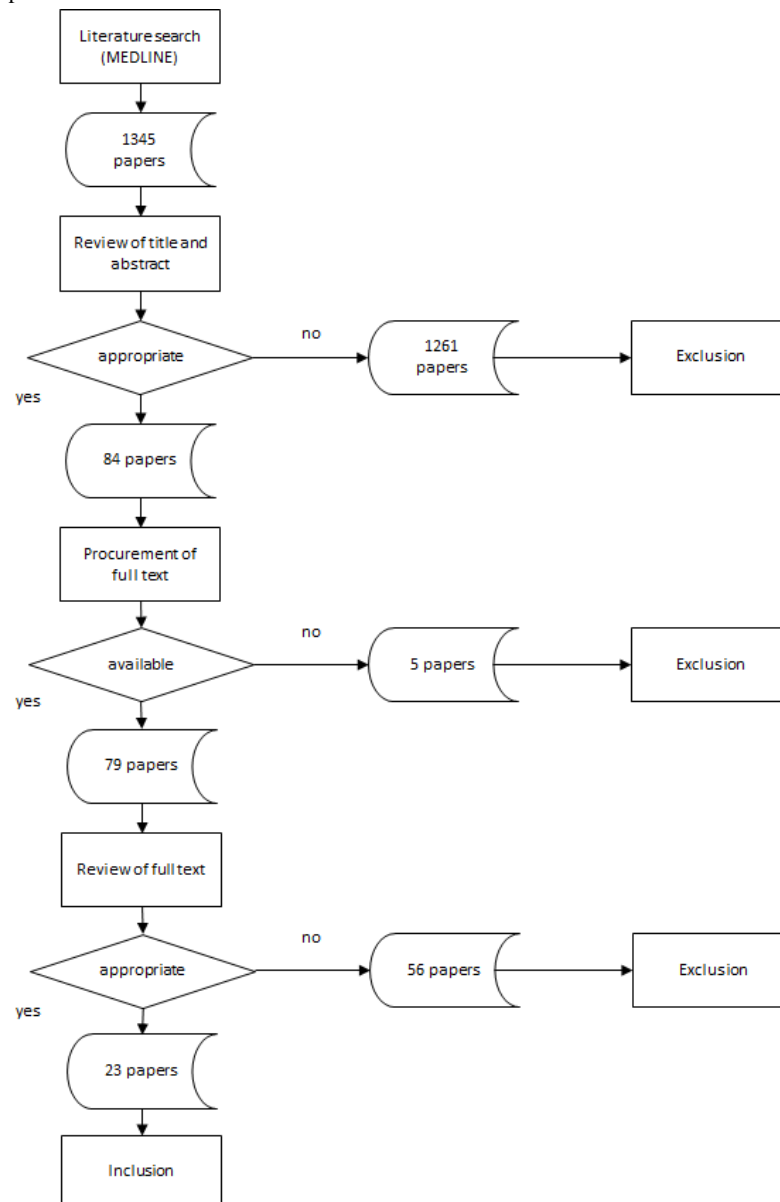 Literature search
(MEDLINE)
1345
papers
Review of title and
abstract
appropriate
no
1261
papers
Exclusion
yes
84 papers
Procurement of
full text
available
no
5 papers
Exclusion
yes
79 papers
Review of full text
appropriate
no
56 papers
Exclusion
yes
23 papers
Inclusion